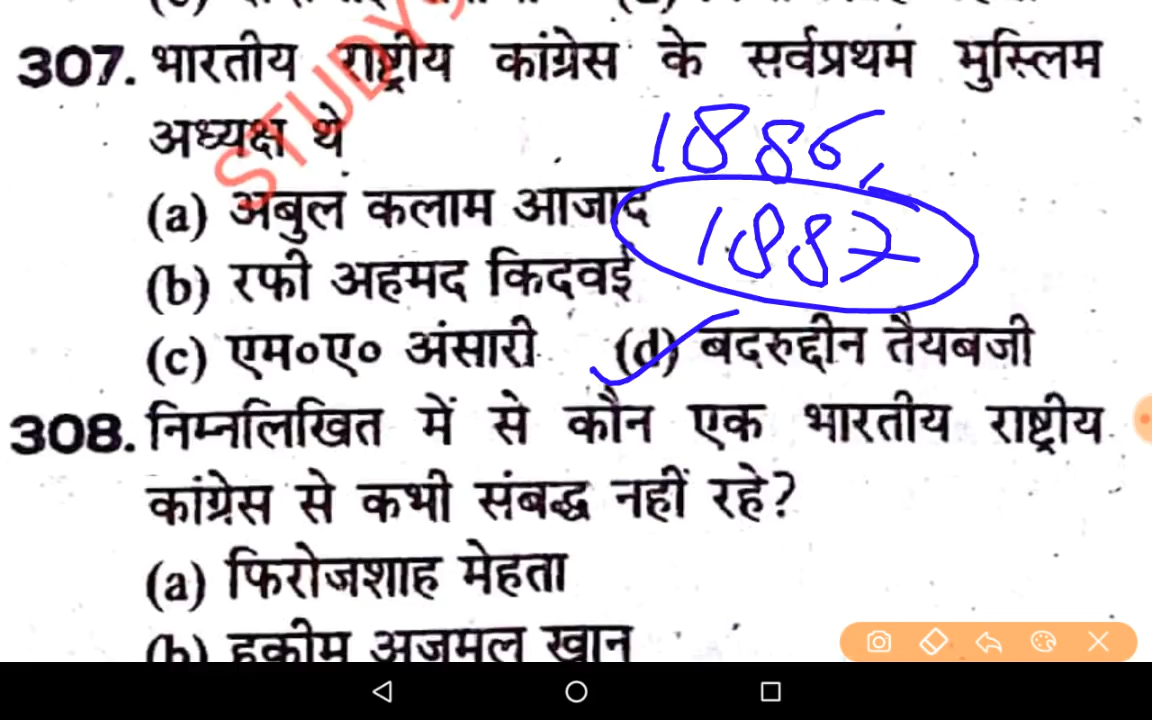 307. भारतीय राष्ट्रीय कांग्रेस के सर्वप्रथम मुस्लिम
अध्यक्ष थे
1886,
(a) अबुल कलाम आजाद
1887
(b) रफी अहमद किदवई
(c) एम०ए० अंसारी (d) बदरुद्दीन तैयबजी
308. निम्नलिखित में से कौन एक भारतीय राष्ट्रीय
कांग्रेस से कभी संबद्ध नहीं रहे?
(a) फिरोजशाह मेहता
(b) हकीम अजमल खान
STUDY